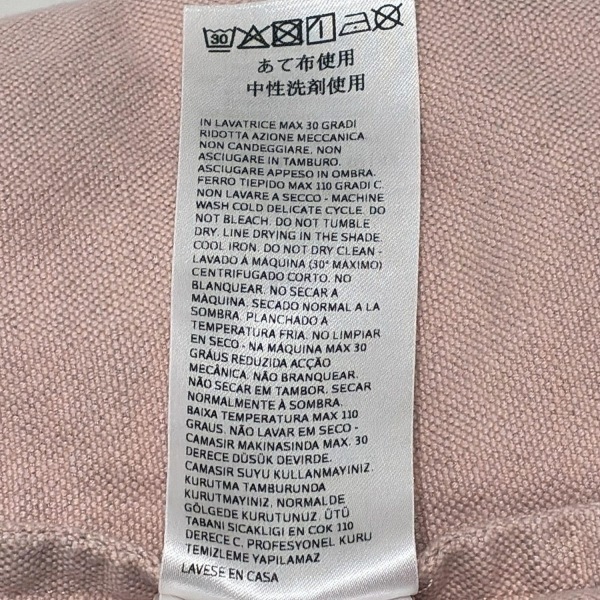 30
あて布使用
中性洗剤使用
IN LAVATRICE MAX 30 GRADI
RIDOTTA AZIONE MECCANICA
NON CANDEGGIARE. NON
ASCIUGARE IN TAMBURO.
ASCIUGARE APPESO IN OMBRA.
FERRO TIEPIDO MAX 110 GRADI C.
NON LAVARE A SECCO - MACHINE
WASH COLD DELICATE CYCLE. DO
NOT BLEACH. DO NOT TUMBLE
DRY. LINE DRYING IN THE SHADE.
COOL IRON. DO NOT DRY CLEAN -
LAVADO À MAQUINA (30° MÁXIMO)
CENTRIFUGADO CORTO. NO
BLANQUEAR. NO SECAR A
MÁQUINA. SECADO NORMAL A LA
SOMBRA. PLANCHADO À
TEMPERATURA FRIA. NO LIMPIAR
EN SECO - NA MÁQUINA MÁX 30
GRÁUS REDUZIDA ACÇÃO
MECÂNICA. NÃO BRANQUEAR.
NÃO SECAR EM TAMBOR. SECAR
NORMALMENTE À SOMBRA.
BAIXA TEMPERATURA MAX 110
GRAUS. NÃO LAVAR EM SECO -
CAMASIR MAKINASINDA MAX. 30
DERECE DÜSÜK DEVIRDE.
CAMASIR SUYU KULLANMAYINIZ.
KURUTMA TAMBURUNDA
KURUTMAYINIZ. NORMALDE
GÖLGEDE KURUTUNUZ. ÜTÜ
TABANI SICAKLIGI EN COK 110
DERECE C. PROFESYONEL KURU
TEMIZLEME YAPILAMAZ
LAVESE EN CASA